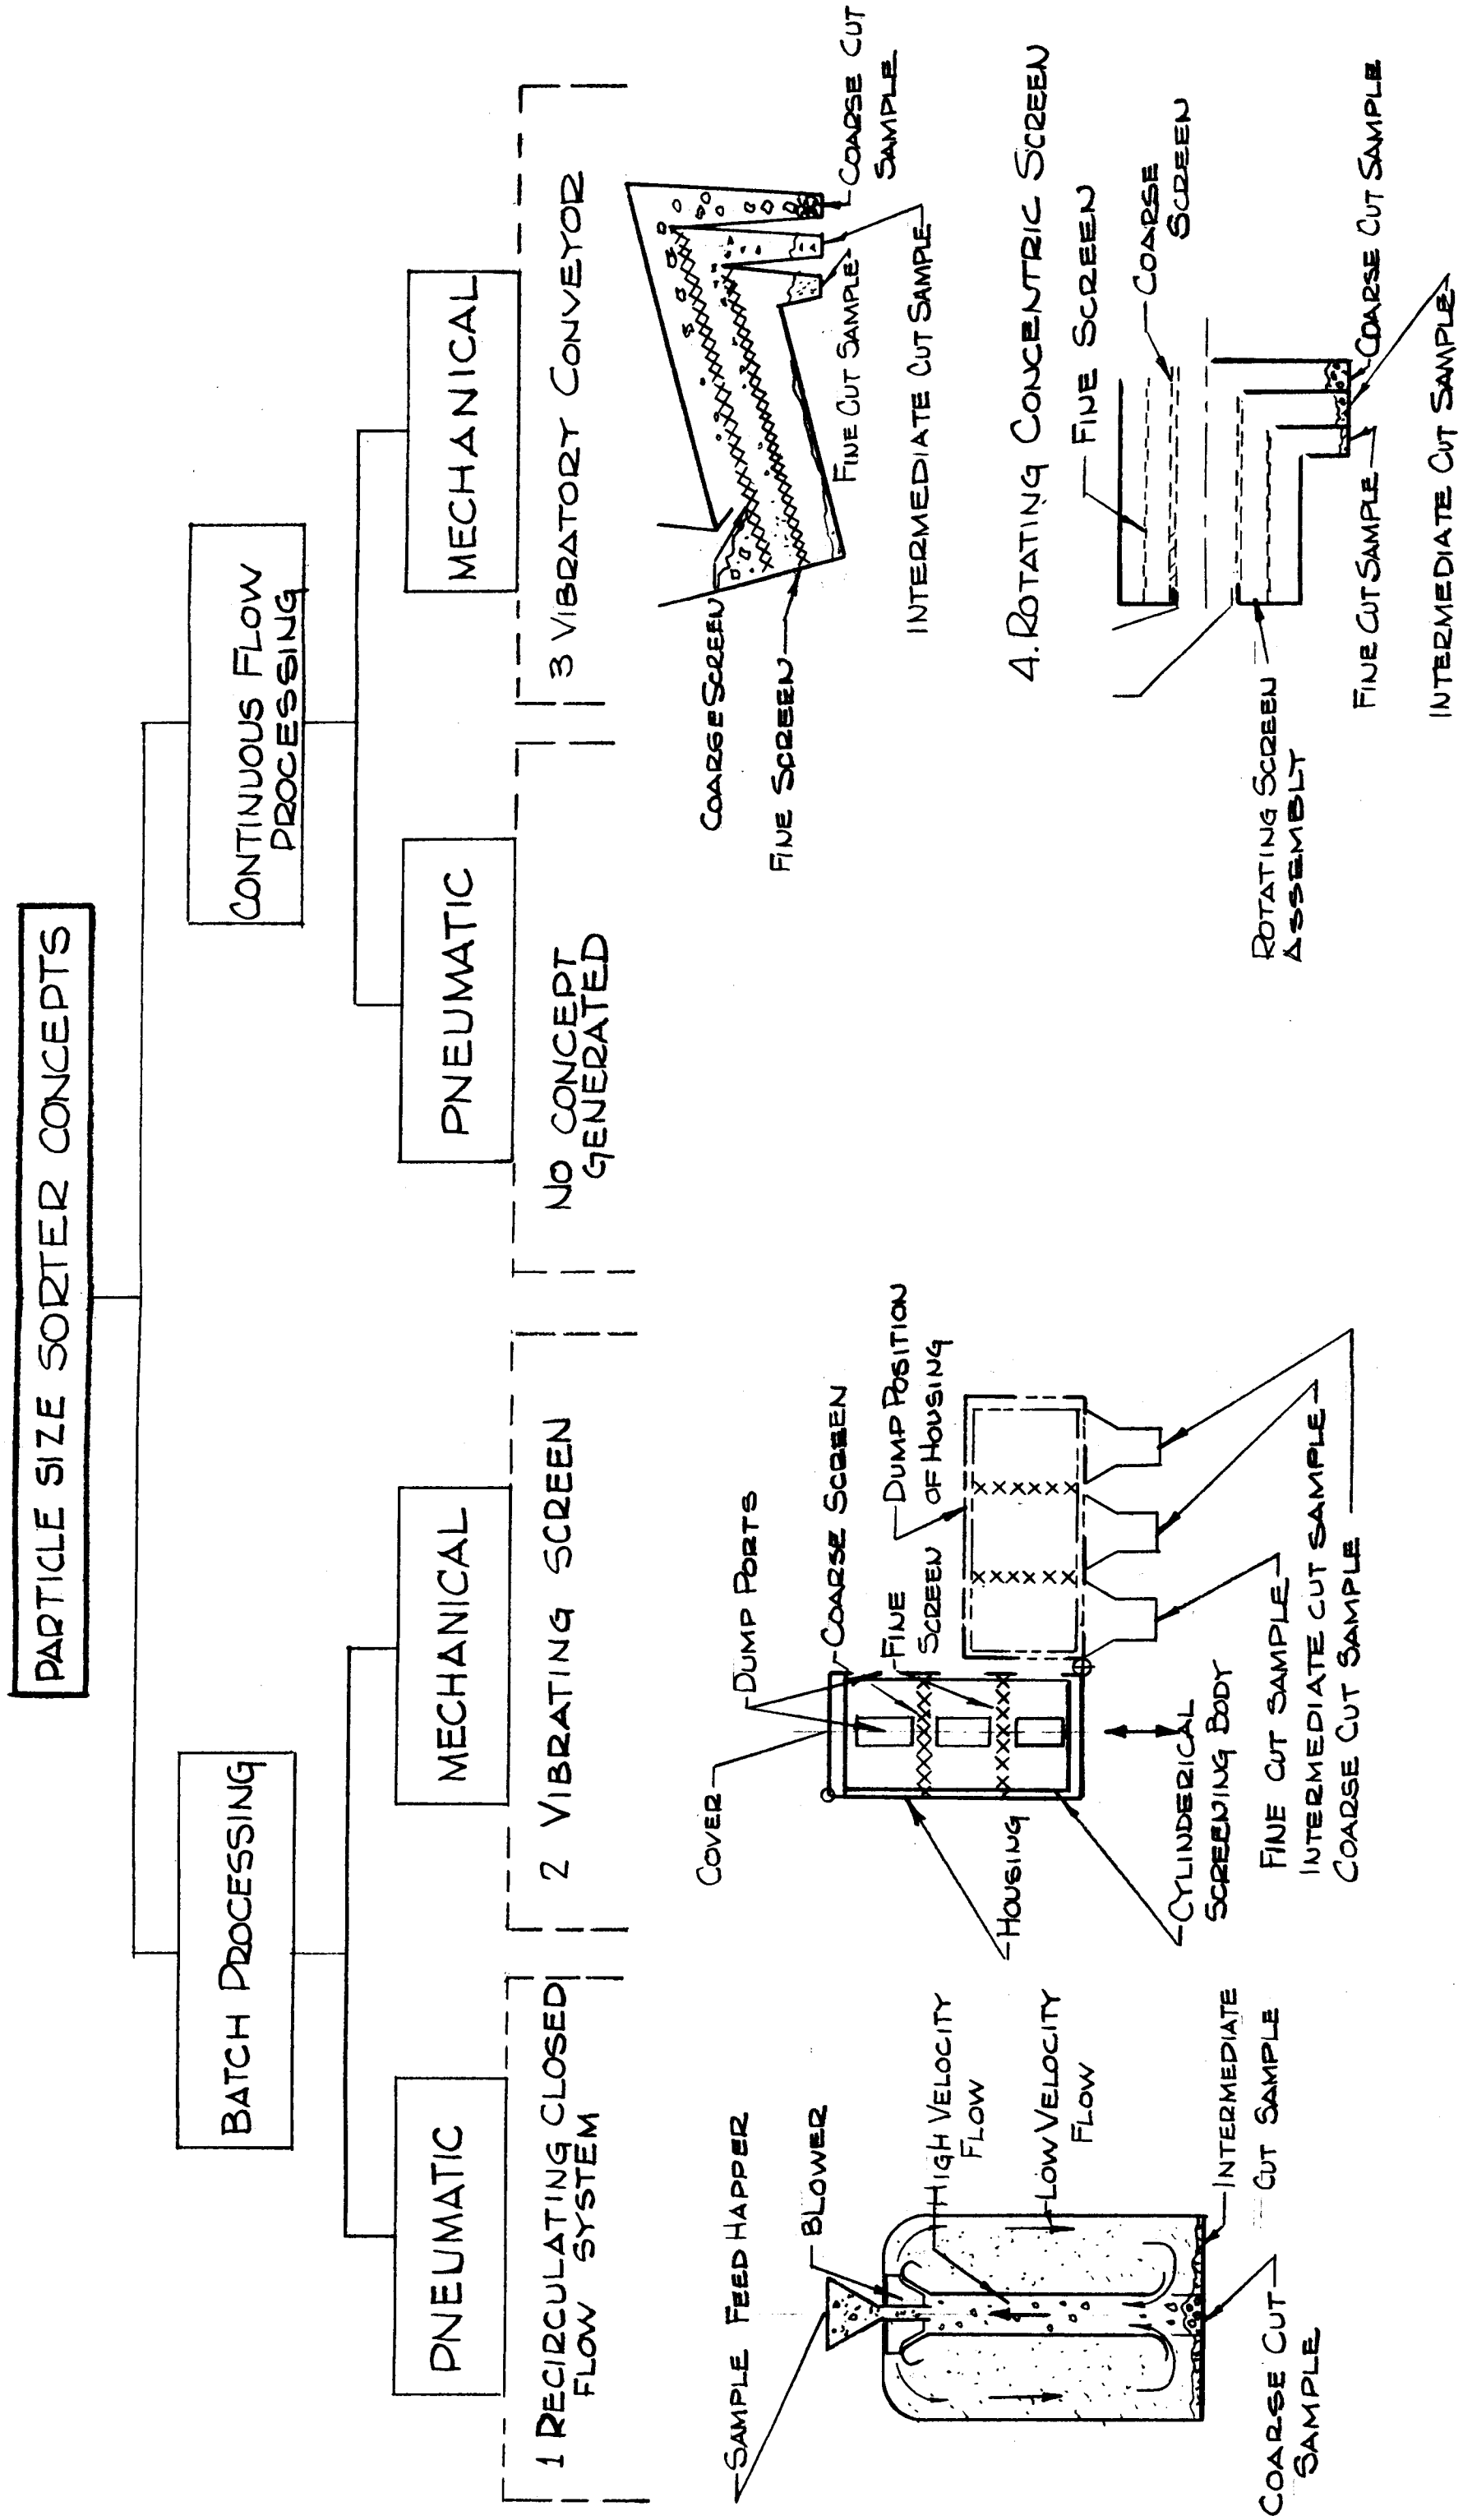 PARTICLE SIZE SORTER CONCEPTS
BATCH PROCESSING
CONTINUOUS FLOW
PROCESSING
PNEUMATIC
MECHANICAL
PNEUMATIC
MECHANICAL
1 RECIRCULATING CLOSED
FLOW SYSTEM
2 VIBRATING SCREEN
NO CONCEPT
GENERATED
3 VIBRATORY CONVEYOR
SAMPLE FEED HAPPER
BLOWER
HIGH VELOCITY
FLOW
LOW VELOCITY
FLOW
INTERMEDIATE
CUT SAMPLE
COARSE CUT
SAMPLE
COVER
DUMP PORTS
COARSE SCREEN
FINE
SCREEN
DUMP POSITION
OF HOUSING
HOUSING
CYLINDERICAL
SCREENING BODY
FINE CUT SAMPLE
INTERMEDIATE CUT SAMPLE
COARSE CUT SAMPLE
COARSE SCREEN
FINE SCREEN
COARSE CUT
SAMPLE
FINE CUT SAMPLE
INTERMEDIATE CUT SAMPLE
4. ROTATING CONCENTRIC SCREEN
FINE SCREEN
COARSE
SCREEN
ROTATING SCREEN
ASSEMBLY
FINE CUT SAMPLE
COARSE CUT SAMPLE
INTERMEDIATE CUT SAMPLE